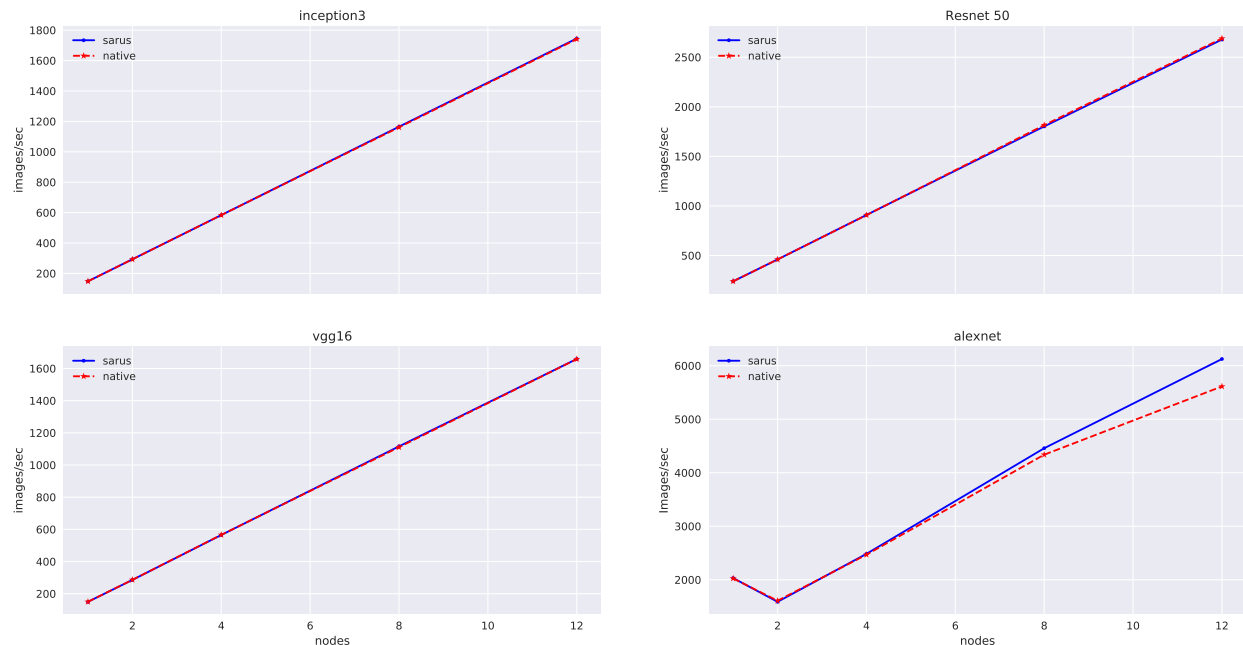 inception3
sarus
native
images/sec
1800
1600
1400
1200
1000
800
600
400
200
Resnet 50
sarus
native
images/sec
2500
2000
1500
1000
500
vgg16
sarus
native
images/sec
1600
1400
1200
1000
800
600
400
200
2 4 6 8 10 12
nodes
alexnet
sarus
native
Images/sec
6000
5000
4000
3000
2000
2 4 6 8 10 12
nodes